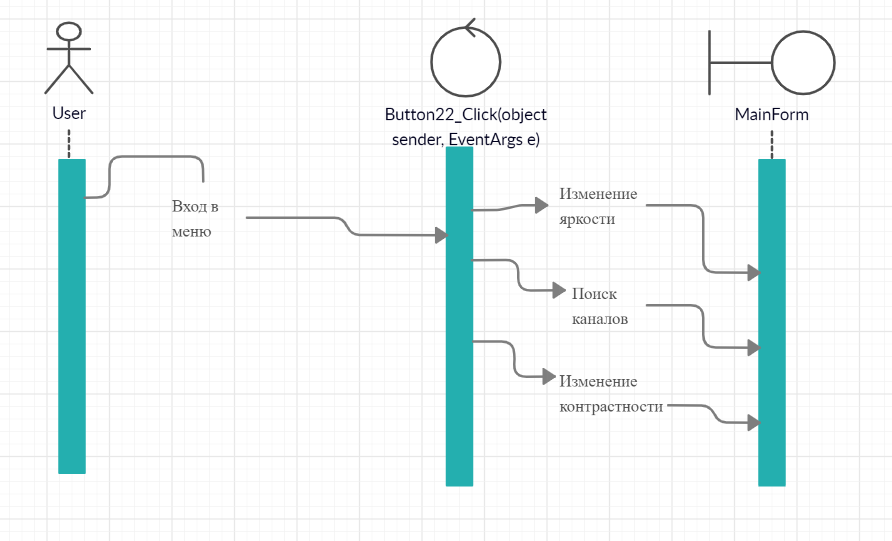 User
Button22_Click(object
sender, EventArgs e)
MainForm
Вход в
меню
Изменение
яркости
Поиск
каналов
Изменение
контрастности